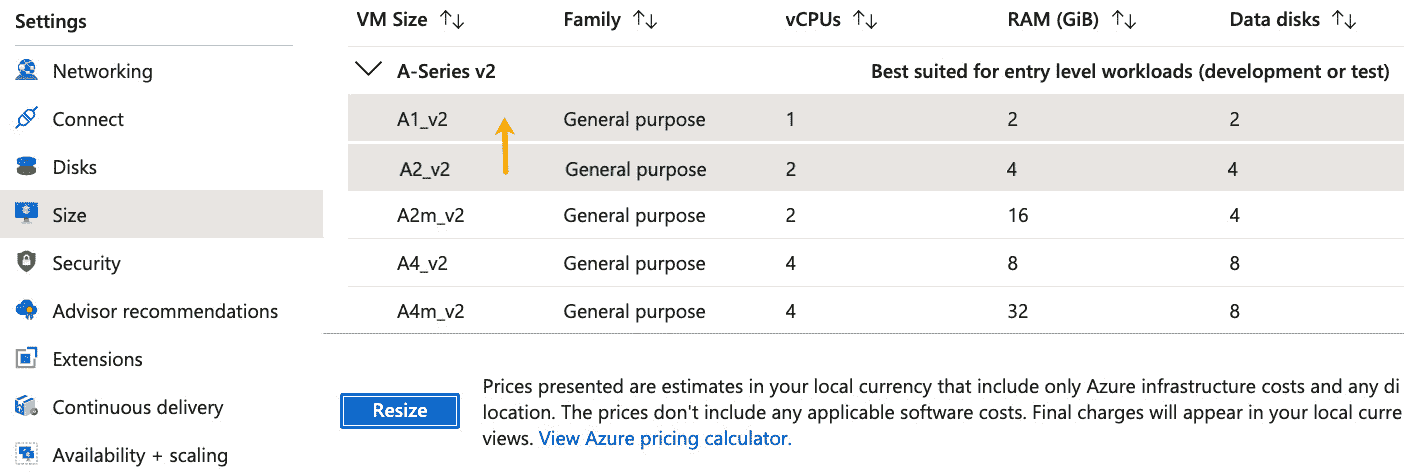 Settings
Networking
Connect
Disks
Size
Security
Advisor recommendations
Extensions
Continuous delivery
Availability + scaling
VM Size Family vCPUs RAM (GiB) Data disks
A-Series v2 Best suited for entry level workloads (development or test)
A1_v2 General purpose 1 2 2
A2_v2 General purpose 2 4 4
A2m_v2 General purpose 2 16 4
A4_v2 General purpose 4 8 8
A4m_v2 General purpose 4 32 8
Resize
Prices presented are estimates in your local currency that include only Azure infrastructure costs and any di
location. The prices don't include any applicable software costs. Final charges will appear in your local curre
views. View Azure pricing calculator.